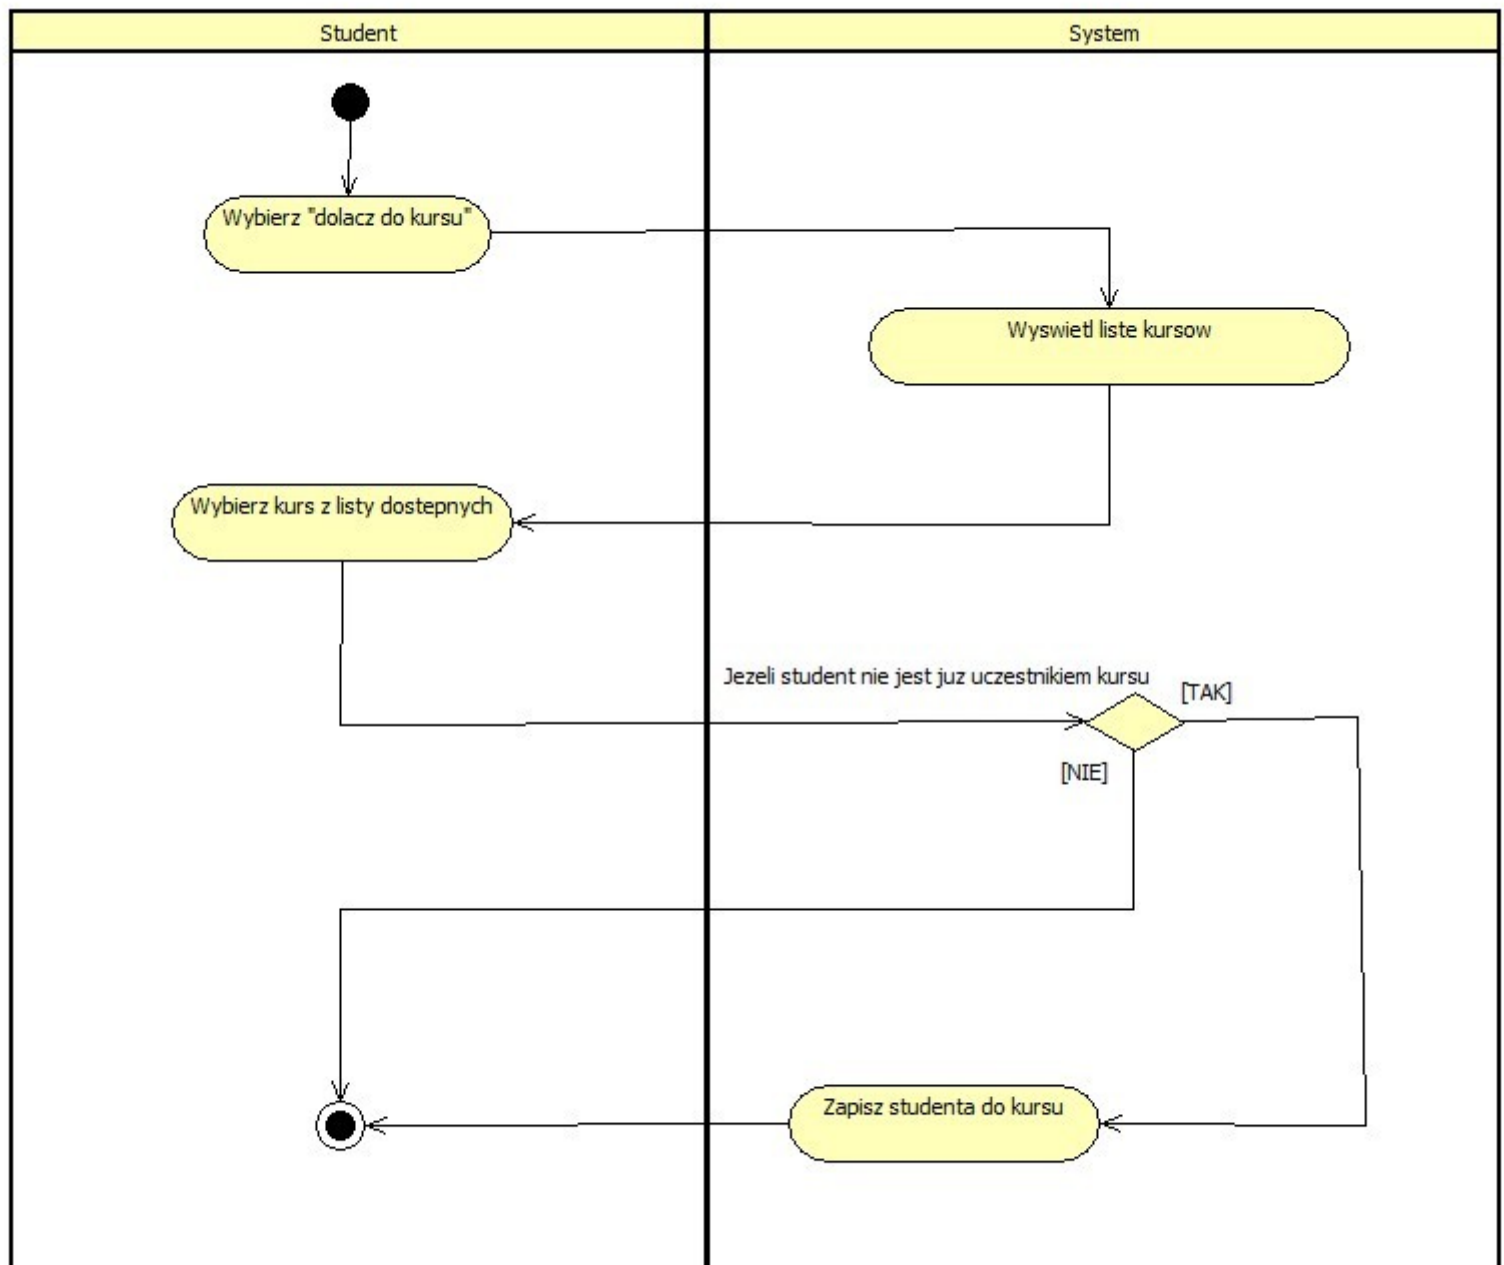 Student
System
Wybierz "dolacz do kursu"
Wyswietl liste kursow
Wybierz kurs z listy dostepnych
Jezeli student nie jest juz uczestnikiem kursu
[TAK]
[NIE]
Zapisz studenta do kursu